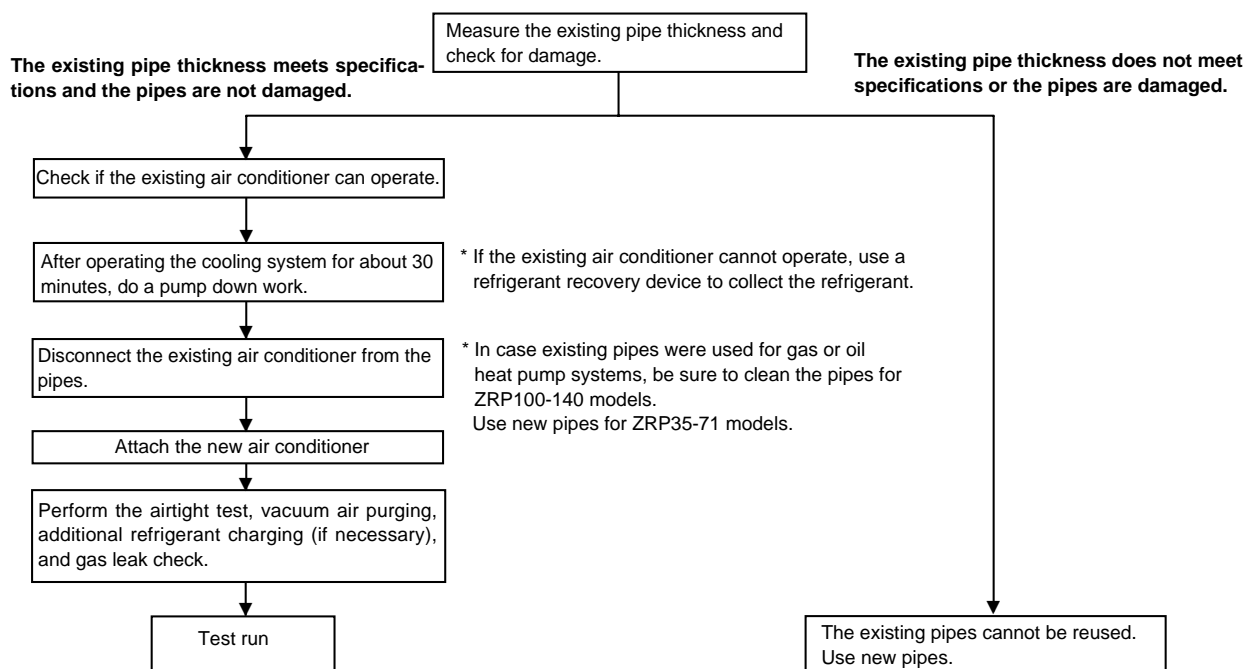 Measure the existing pipe thickness and
check for damage.
The existing pipe thickness meets specifica-
tions and the pipes are not damaged.
The existing pipe thickness does not meet
specifications or the pipes are damaged.
Check if the existing air conditioner can operate.
After operating the cooling system for about 30
minutes, do a pump down work.
* If the existing air conditioner cannot operate, use a
refrigerant recovery device to collect the refrigerant.
Disconnect the existing air conditioner from the
pipes.
* In case existing pipes were used for gas or oil
heat pump systems, be sure to clean the pipes for
ZRP100-140 models.
Use new pipes for ZRP35-71 models.
Attach the new air conditioner
Perform the airtight test, vacuum air purging,
additional refrigerant charging (if necessary),
and gas leak check.
Test run
The existing pipes cannot be reused.
Use new pipes.